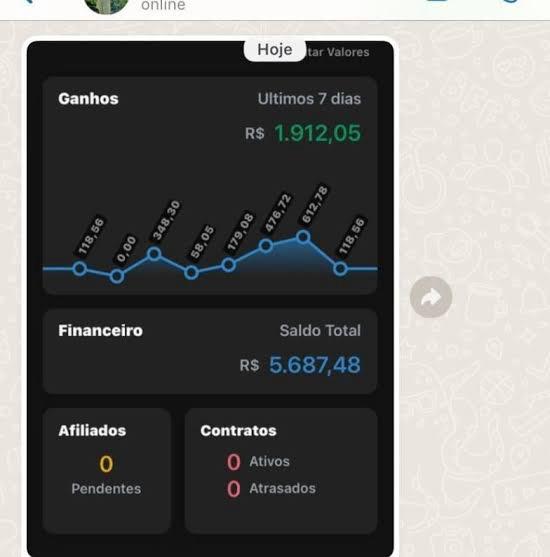 online
Hoje
tar Valores
Ganhos
Ultimos 7 dias
R$ 1.912,05
118,56
0,00
348,30
58,05
179,08
476,72
612,78
118,56
Financeiro
Saldo Total
R$ 5.687,48
Afiliados
0
Pendentes
Contratos
0 Ativos
0 Atrasados